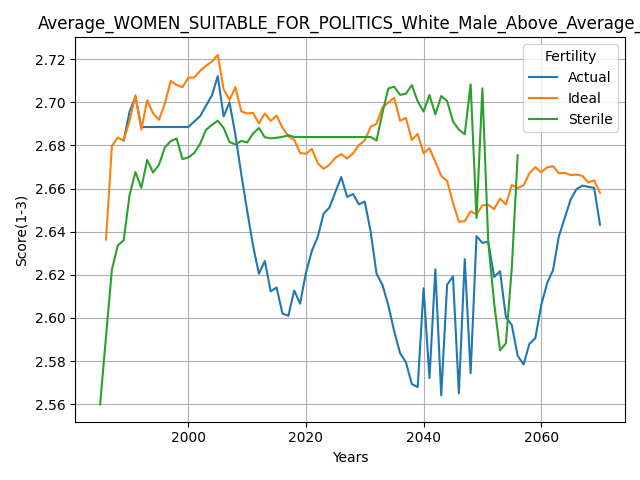 Average_WOMEN_SUITABLE_FOR_POLITICS_White_Male_Above_Average_
Fertility
Actual
Ideal
Sterile
2.72
2.70
2.68
2.66
2.64
2.62
2.60
2.58
2.56
Score(1-3)
2000
2020
2040
2060
Years